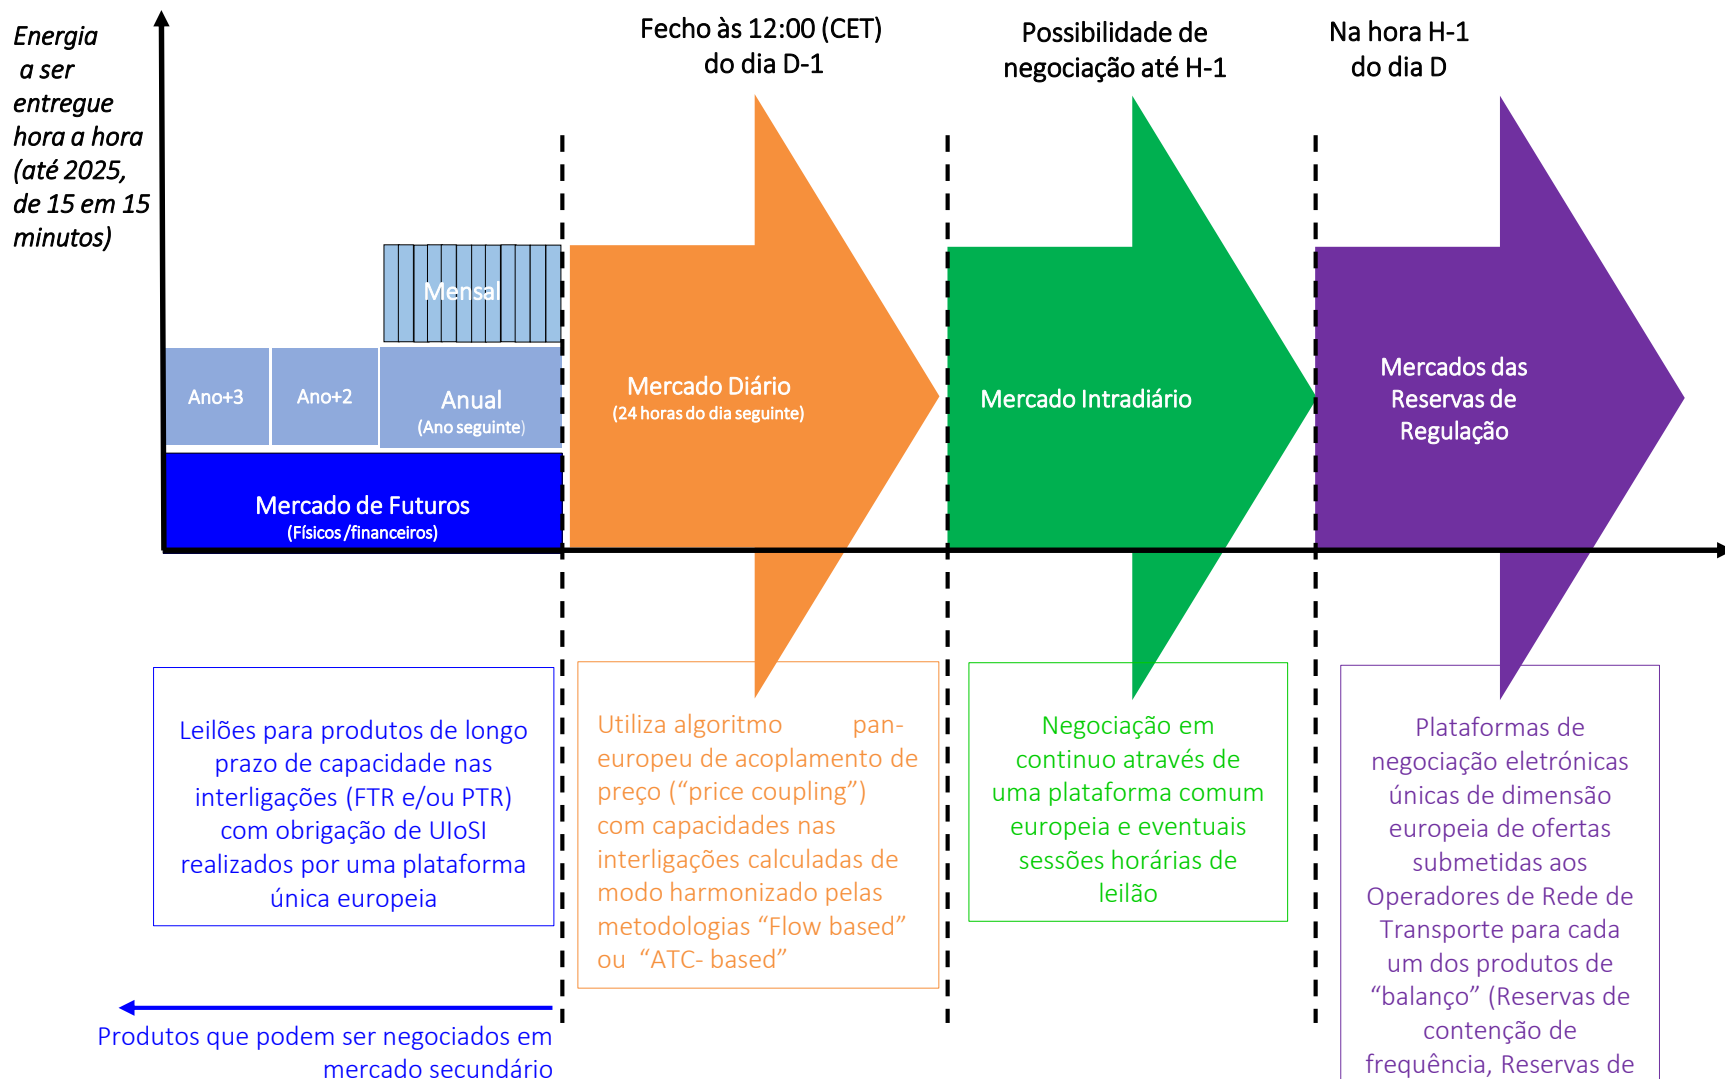 Energia
a ser
entregue
hora a hora
(até 2025,
de 15 em 15
minutos)
Fecho às 12:00 (CET)
do dia D-1
Possibilidade de
negociação até H-1
Na hora H-1
do dia D
Mensal
Ano+3
Ano+2
Anual
(Ano seguinte)
Mercado de Futuros
(Físicos /financeiros)
Mercado Diário
(24 horas do dia seguinte)
Mercado Intradiário
Mercados das
Reservas de
Regulação
Leilões para produtos de longo
prazo de capacidade nas
interligações (FTR e/ou PTR)
com obrigação de UIoSI
realizados por uma plataforma
única europeia
Produtos que podem ser negociados em
mercado secundário
Utiliza algoritmo pan-
europeu de acoplamento de
preço (“price coupling”)
com capacidades nas
interligações calculadas de
modo harmonizado pelas
metodologias “Flow based”
ou “ATC- based”
Negociação em
continuo através de
uma plataforma comum
europeia e eventuais
sessões horárias de
leilão
Plataformas de
negociação eletrónicas
únicas de dimensão
europeia de ofertas
submetidas aos
Operadores de Rede de
Transporte para cada
um dos produtos de
“balanço” (Reservas de
contenção de
frequência, Reservas de